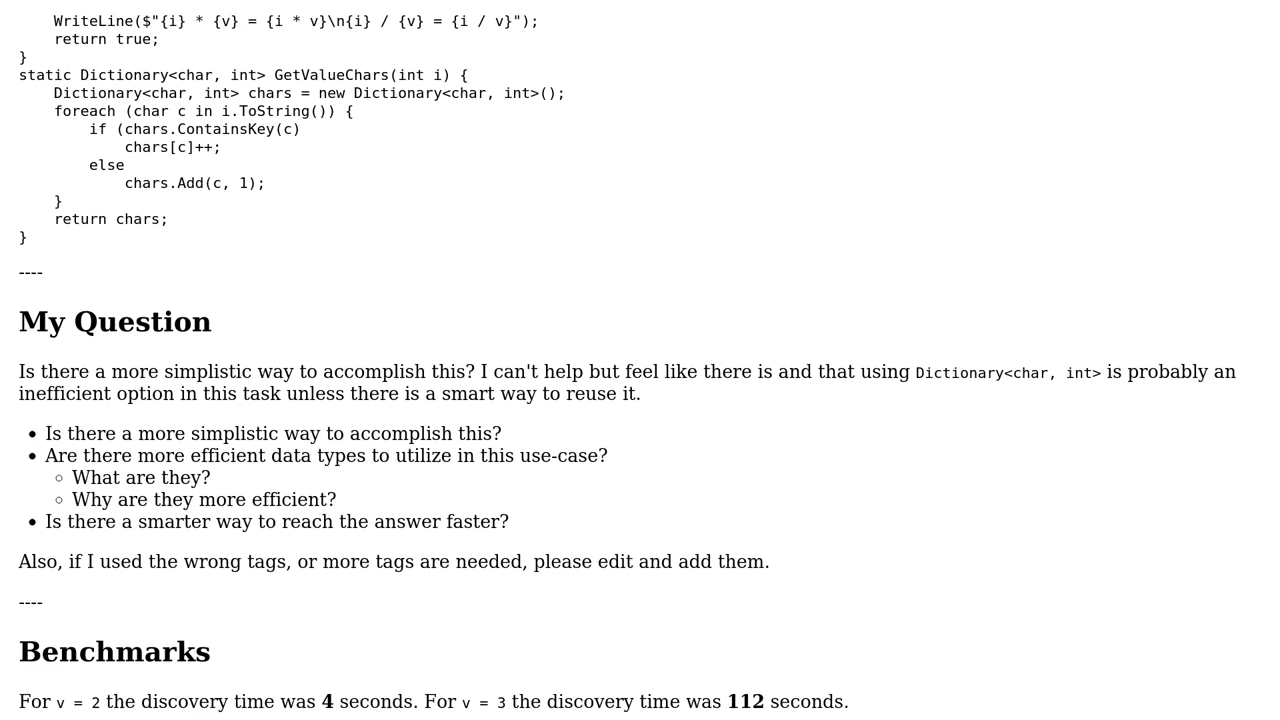 WriteLine($"{i} * {v} = {i * v}\n{i} / {v} = {i / v}");
    return true;
}
static Dictionary<char, int> GetValueChars(int i) {
    Dictionary<char, int> chars = new Dictionary<char, int>();
    foreach (char c in i.ToString()) {
        if (chars.ContainsKey(c)
            chars[c]++;
        else
            chars.Add(c, 1);
    }
    return chars;
}
----
My Question
Is there a more simplistic way to accomplish this? I can't help but feel like there is and that using Dictionary<char, int> is probably an
inefficient option in this task unless there is a smart way to reuse it.
• Is there a more simplistic way to accomplish this?
• Are there more efficient data types to utilize in this use-case?
◦ What are they?
◦ Why are they more efficient?
• Is there a smarter way to reach the answer faster?
Also, if I used the wrong tags, or more tags are needed, please edit and add them.
----
Benchmarks
For v = 2 the discovery time was 4 seconds. For v = 3 the discovery time was 112 seconds.